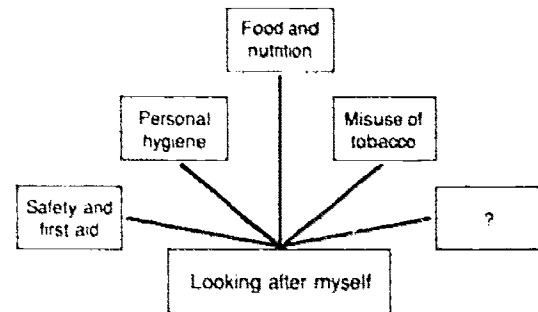 Food and
nutrition
Personal
hygiene
Misuse of
tobacco
Safety and
first aid
?
Looking after myself